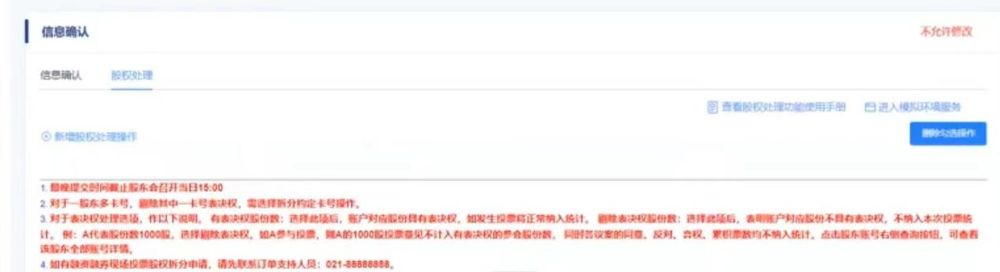 信息确认
不允许修改
信息确认 股权处理
查看股权处理功能使用手册 进入模拟环境服务
新增股权处理操作
删除勾选操作
1. 最晚提交时间截止股东会召开当日15:00
2. 对于一股东多卡号，剔除其中一卡号表决权，需选择拆分约定卡号操作。
3. 对于表决权处理选项，作以下说明。 有表决权股份数：选择此项后，账户对应股份具有表决权，如发生投票将正常纳入统计。 剔除表决权股份数：选择此项后，表明账户对应股份不具有表决权，不纳入本次投票统
计。 例：A代表股份数1000股，选择剔除表决权，如A参与投票，则A的1000股投票意见不计入有表决权的参会股份数， 同时各议案的同意、反对、弃权、累积票数均不纳入统计。点击股东账号右侧查询按钮，可查看
该股东全部账号详情。
4. 如有融资融券现场投票股权拆分申请，请先联系订单支持人员：021-88888888。